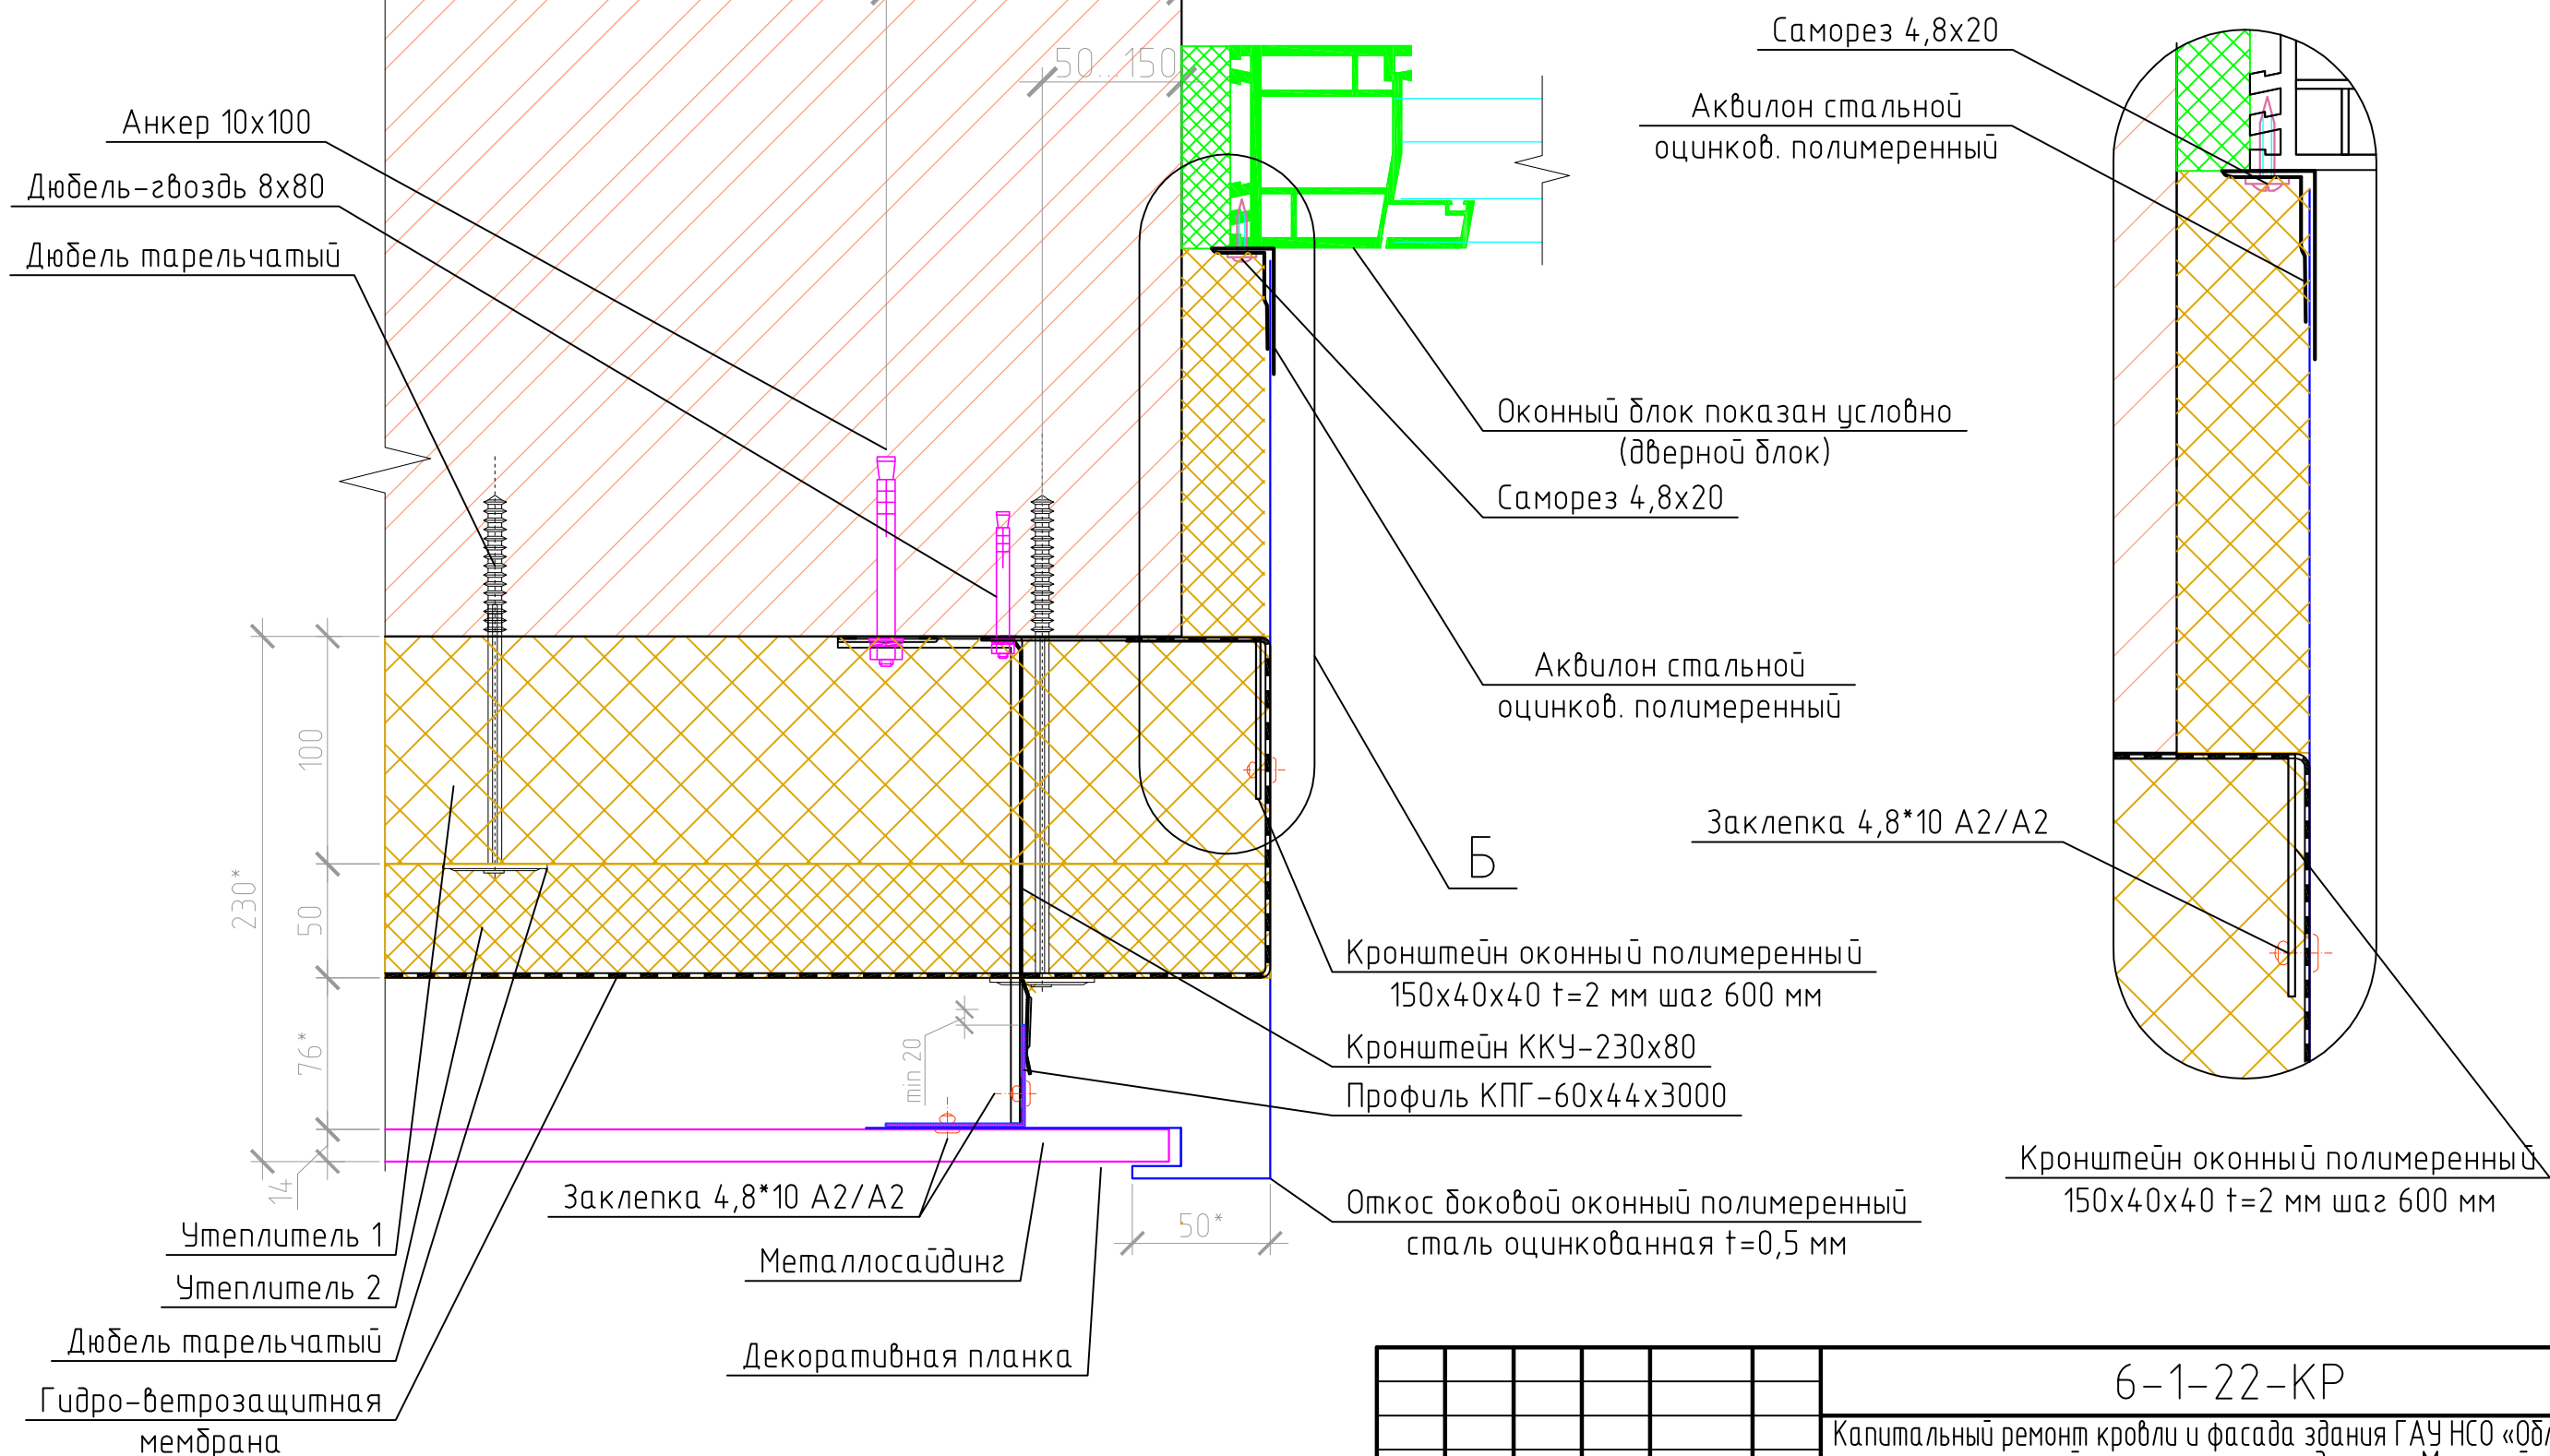 Анкер 10х100
Дюбель-гвоздь 8х80
Дюбель тарельчатый
50...150
Саморез 4,8х20
Аквилон стальной
оцинков. полимеренный
Оконный блок показан условно
(дверной блок)
Саморез 4,8х20
Аквилон стальной
оцинков. полимеренный
Б
Заклепка 4,8*10 А2/А2
Кронштейн оконный полимеренный
150х40х40 t=2 мм шаг 600 мм
Кронштейн ККУ-230х80
Профиль КПГ-60х44х3000
Откос боковой оконный полимеренный
сталь оцинкованная t=0,5 мм
Кронштейн оконный полимеренный
150х40х40 t=2 мм шаг 600 мм
230*
100
50
76*
14
min 20
50*
Заклепка 4,8*10 А2/А2
Металлосайдинг
Декоративная планка
Утеплитель 1
Утеплитель 2
Дюбель тарельчатый
Гидро-ветрозащитная
мембрана
6-1-22-КР
Капитальный ремонт кровли и фасада здания ГАУ НСО